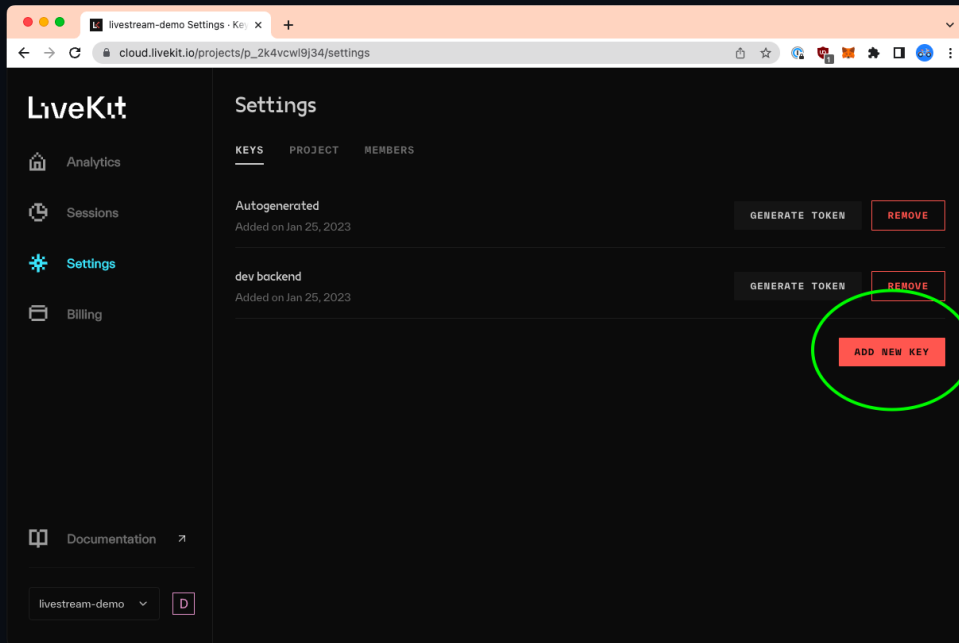 livestream-demo Settings · Key
cloud.livekit.io/projects/p_2k4vcwl9j34/settings
1
LiveKit
Analytics
Sessions
Settings
Billing
Documentation
livestream-demo
D
Settings
KEYS PROJECT MEMBERS
Autogenerated
Added on Jan 25, 2023
GENERATE TOKEN REMOVE
dev backend
Added on Jan 25, 2023
GENERATE TOKEN REMOVE
ADD NEW KEY